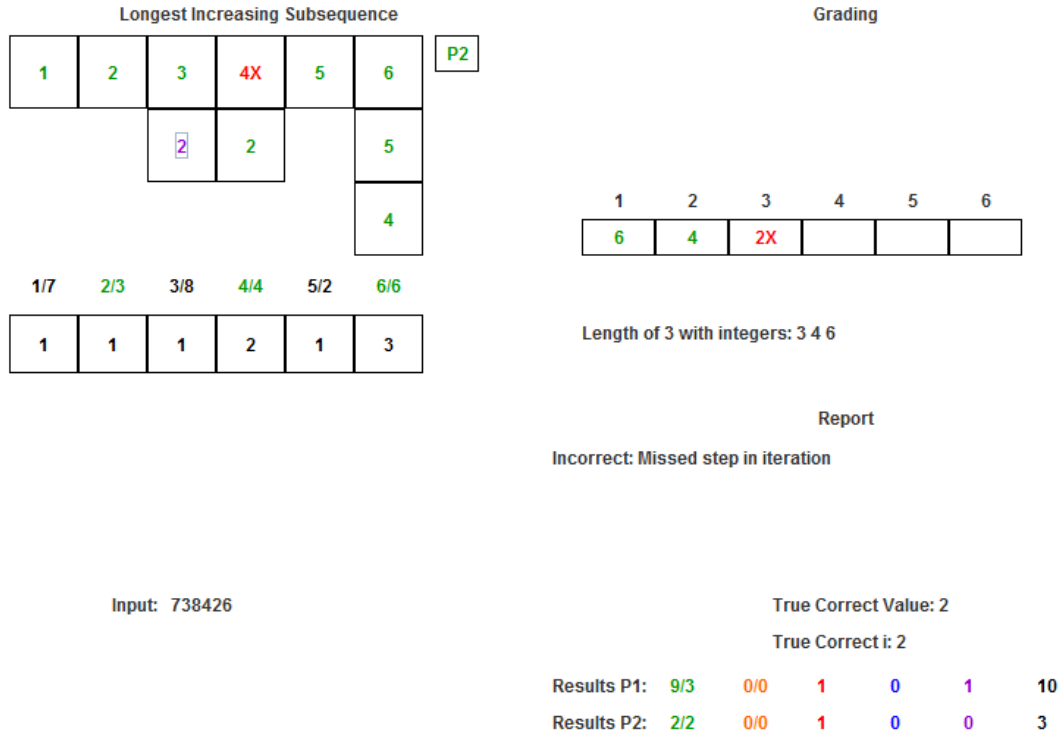 Longest Increasing Subsequence
Grading
1 2 3 4X 5 6 P2
2 2 5
4
1 2 3 4 5 6
6 4 2X
1/7 2/3 3/8 4/4 5/2 6/6
1 1 1 2 1 3
Length of 3 with integers: 3 4 6
Report
Incorrect: Missed step in iteration
Input: 738426
True Correct Value: 2
True Correct i: 2
Results P1: 9/3 0/0 1 0 1 10
Results P2: 2/2 0/0 1 0 0 3